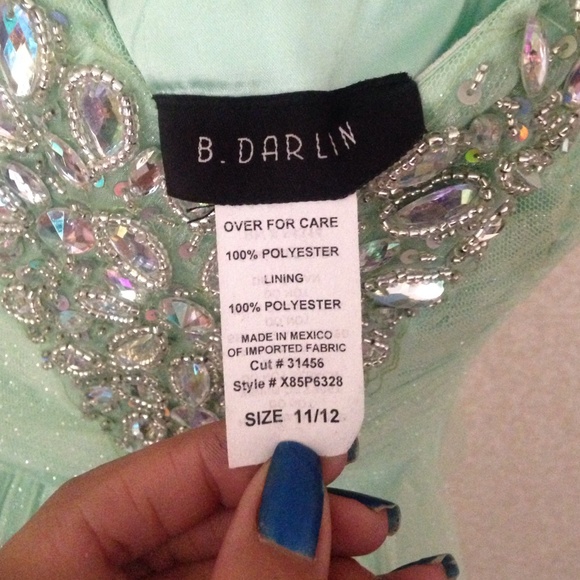 B. DARLIN
OVER FOR CARE
100% POLYESTER
LINING
100% POLYESTER
MADE IN MEXICO
OF IMPORTED FABRIC
Cut # 31456
Style # X85P6328
SIZE 11/12